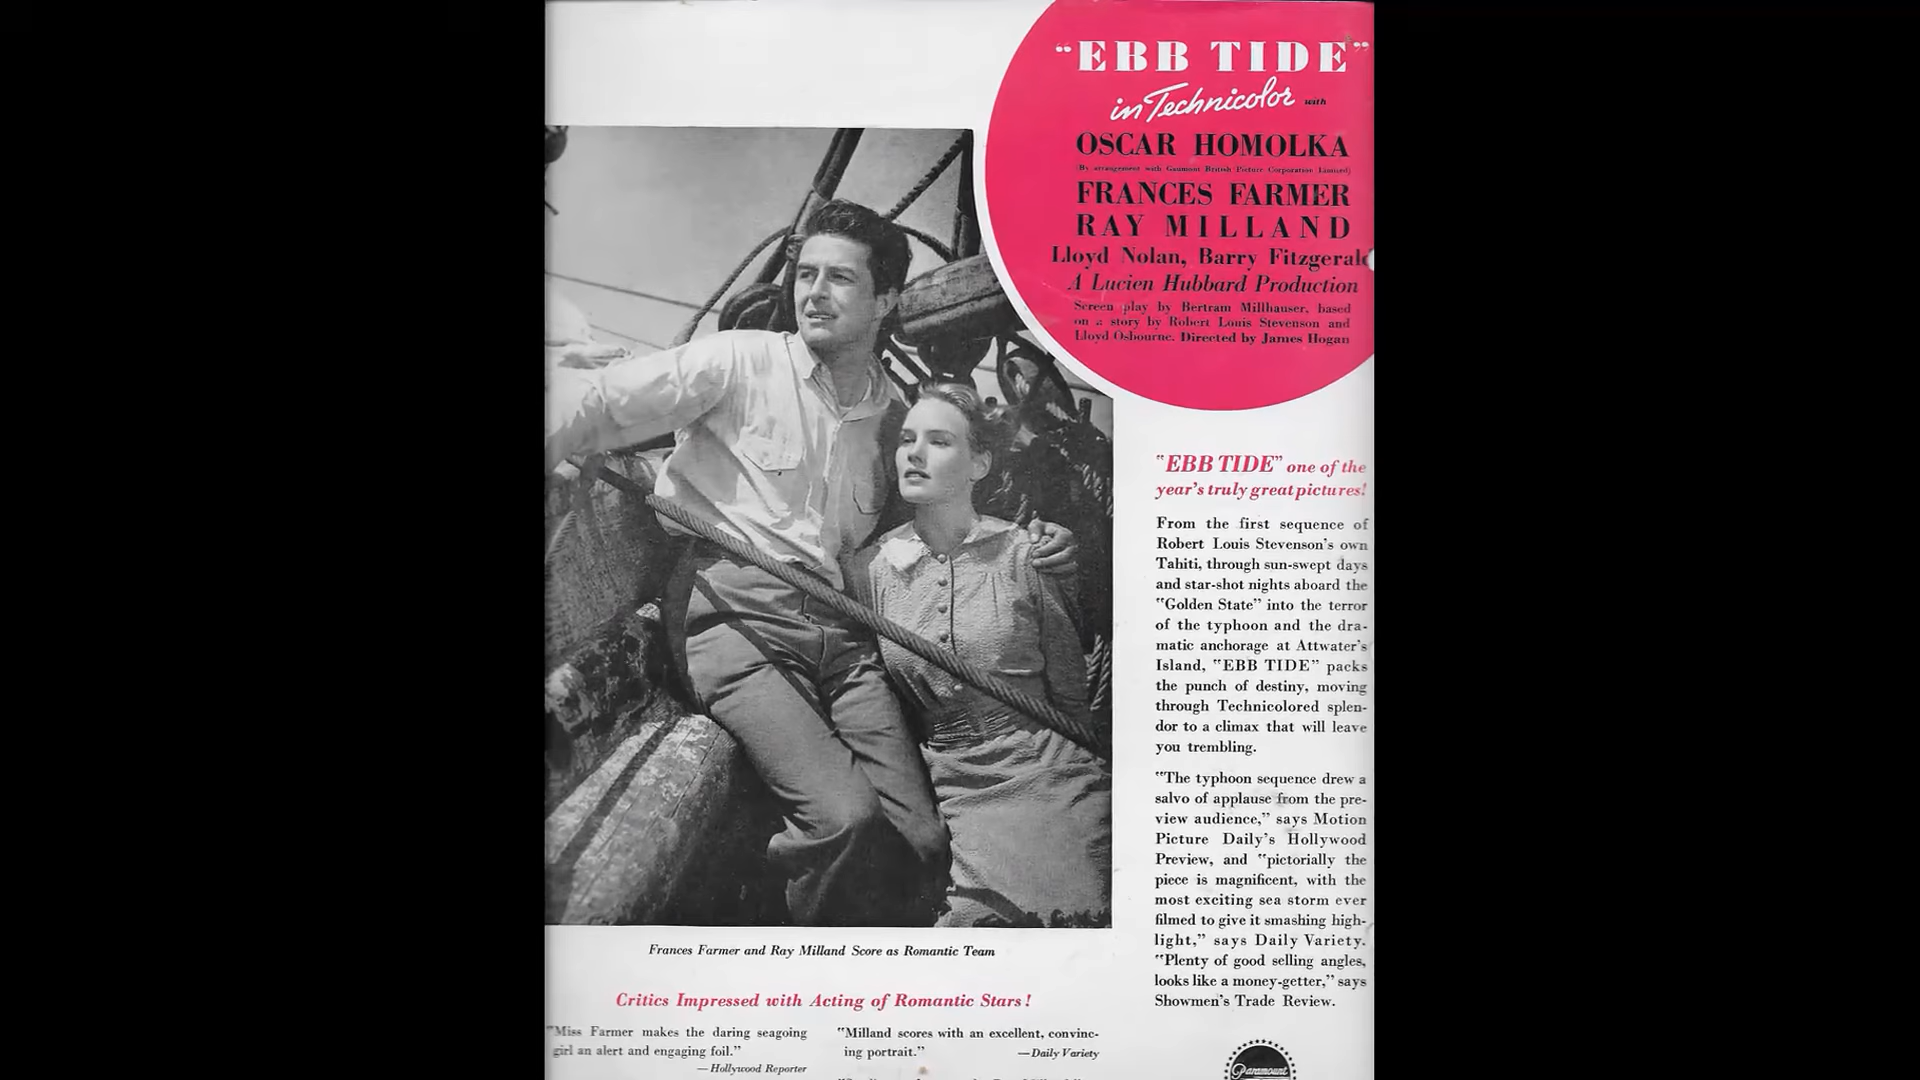 "EBB TIDE"
in Technicolor with
OSCAR HOMOLKA
(By arrangement with Gaumont British Picture Corporation Limited)
FRANCES FARMER
RAY MILLAND
Lloyd Nolan, Barry Fitzgerald
A Lucien Hubbard Production
Screen play by Bertram Millhauser, based
on a story by Robert Louis Stevenson and
Lloyd Osbourne. Directed by James Hogan
"EBB TIDE" one of the
year's truly great pictures!
From the first sequence of
Robert Louis Stevenson's own
Tahiti, through sun-swept days
and star-shot nights aboard the
"Golden State" into the terror
of the typhoon and the dra-
matic anchorage at Attwater's
Island, "EBB TIDE" packs
the punch of destiny, moving
through Technicolored splen-
dor to a climax that will leave
you trembling.
"The typhoon sequence drew a
salvo of applause from the pre-
view audience," says Motion
Picture Daily's Hollywood
Preview, and "pictorially the
piece is magnificent, with the
most exciting sea storm ever
filmed to give it smashing high-
light," says Daily Variety.
"Plenty of good selling angles,
looks like a money-getter," says
Showmen's Trade Review.
Frances Farmer and Ray Milland Score as Romantic Team
Critics Impressed with Acting of Romantic Stars!
"Miss Farmer makes the daring seagoing
girl an alert and engaging foil."
—Hollywood Reporter
"Milland scores with an excellent, convinc-
ing portrait." —Daily Variety
Paramount